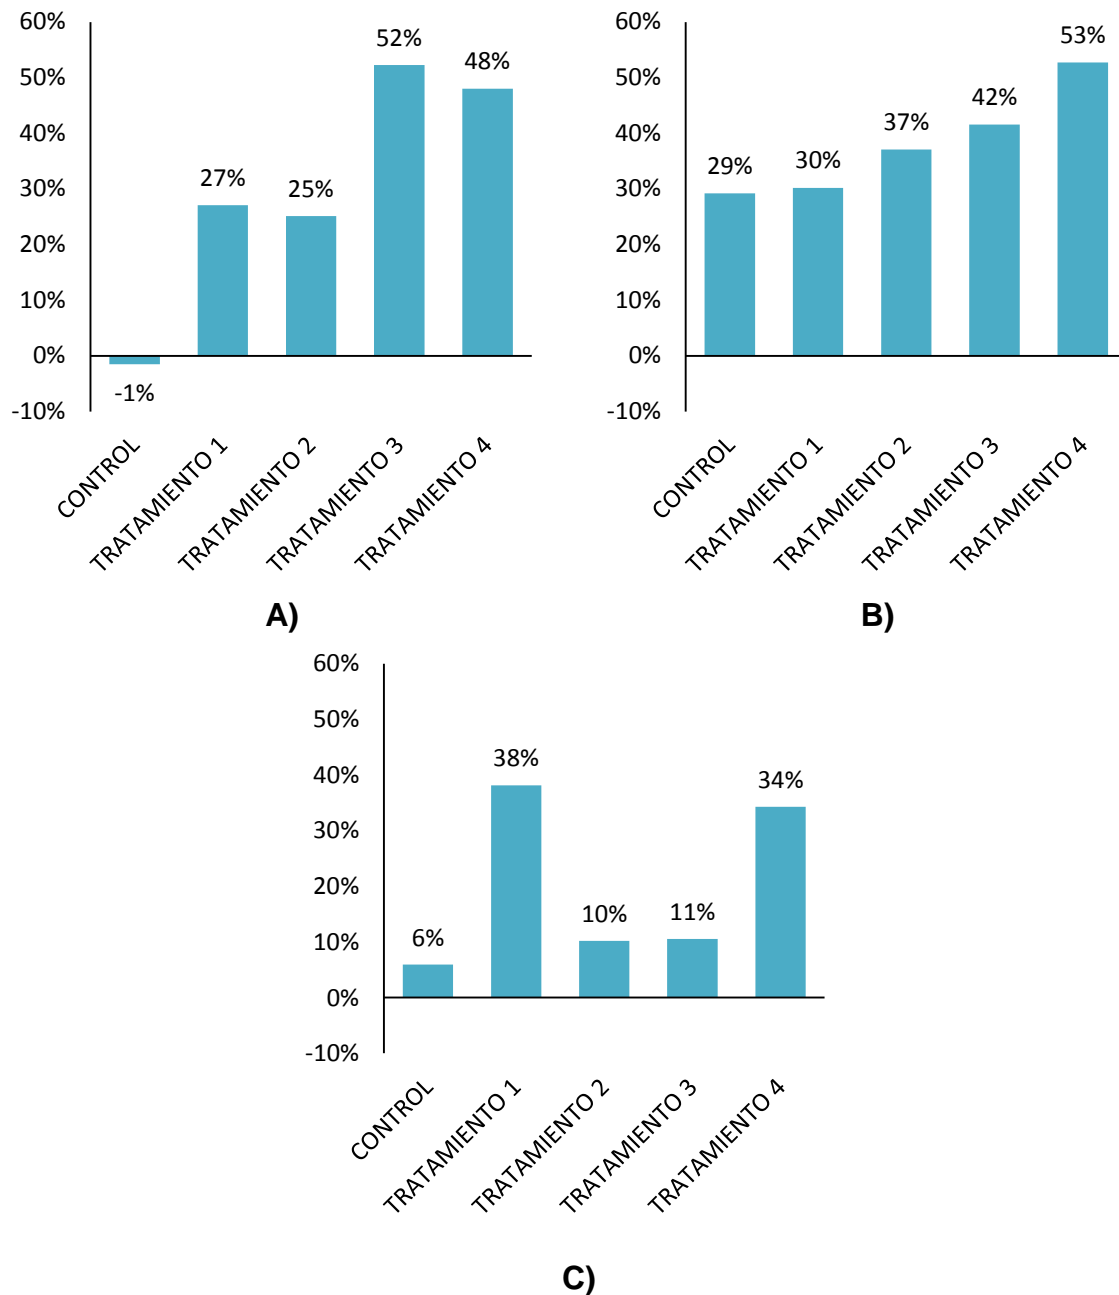 60%
50%
40%
30%
20%
10%
0%
-10%
-1%
27%
25%
52%
48%
CONTROL
TRATAMIENTO 1
TRATAMIENTO 2
TRATAMIENTO 3
TRATAMIENTO 4
A)
60%
50%
40%
30%
20%
10%
0%
-10%
29%
30%
37%
42%
53%
CONTROL
TRATAMIENTO 1
TRATAMIENTO 2
TRATAMIENTO 3
TRATAMIENTO 4
B)
60%
50%
40%
30%
20%
10%
0%
-10%
6%
38%
10%
11%
34%
CONTROL
TRATAMIENTO 1
TRATAMIENTO 2
TRATAMIENTO 3
TRATAMIENTO 4
C)